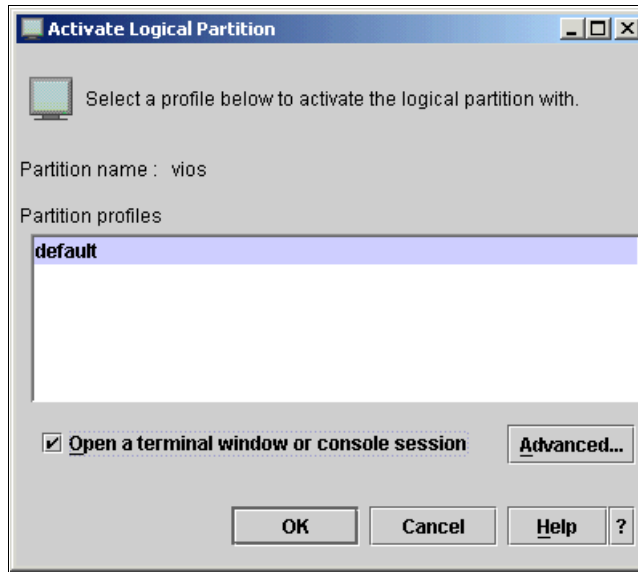 Activate Logical Partition
Select a profile below to activate the logical partition with.
Partition name : vios
Partition profiles
default
Open a terminal window or console session
Advanced...
OK
Cancel
Help
?